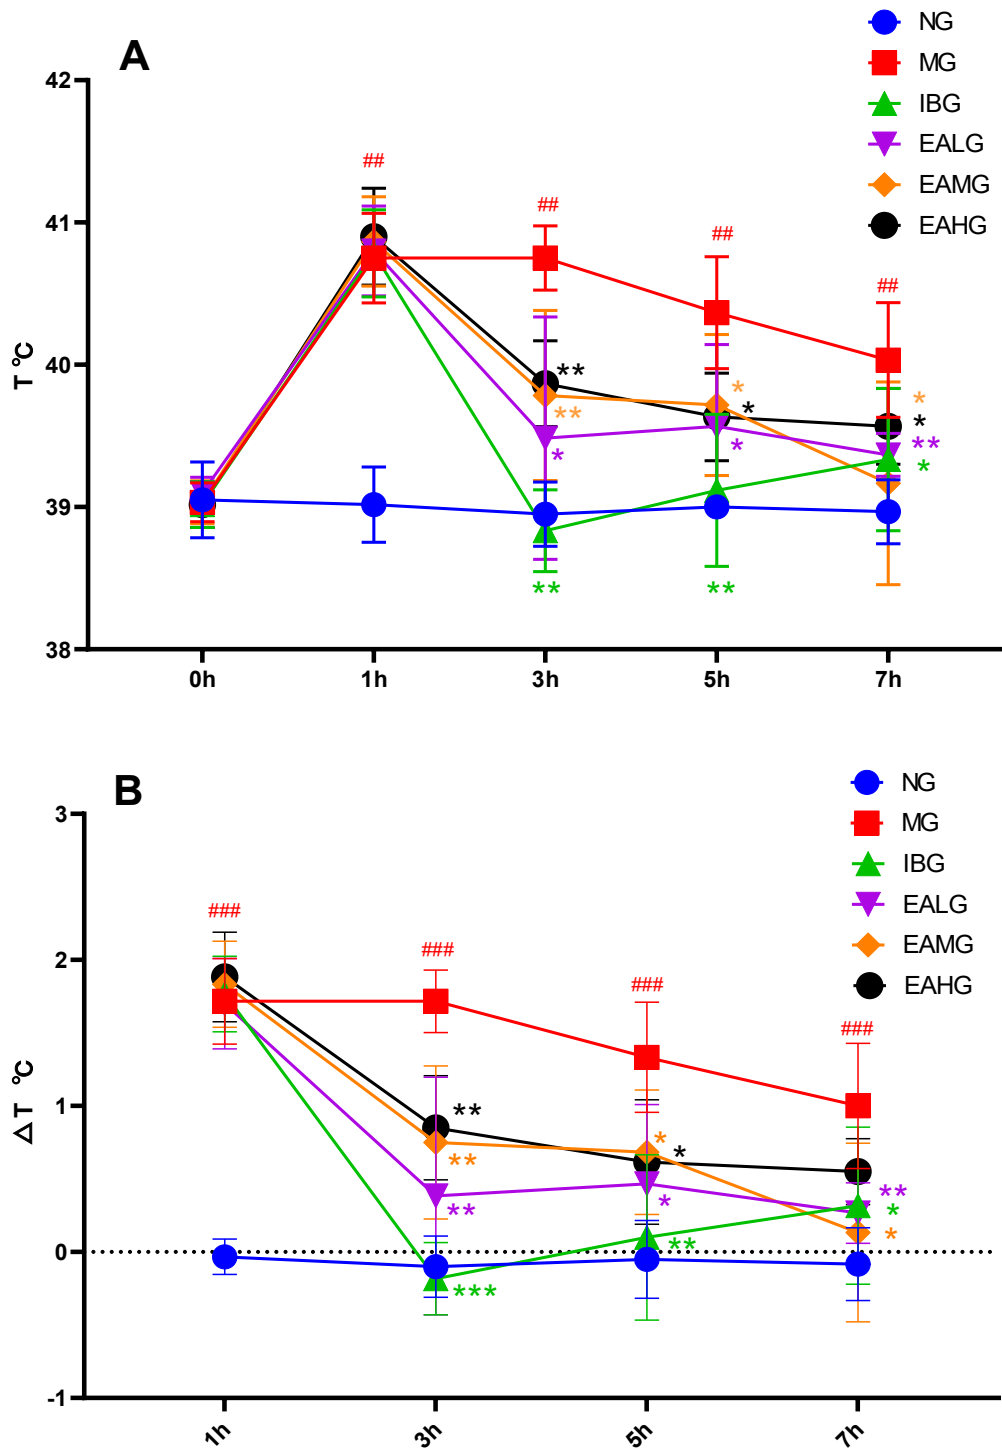 A
NG
MG
IBG
EALG
EAMG
EAHG
42
41
40
39
38
T °C
##
##
##
##
**
**
*
**
*
*
*
**
*
*
**
*
0h
1h
3h
5h
7h
B
NG
MG
IBG
EALG
EAMG
EAHG
3
2
1
0
-1
△T °C
###
###
###
###
**
**
**
***
*
*
*
**
**
*
*
1h
3h
5h
7h